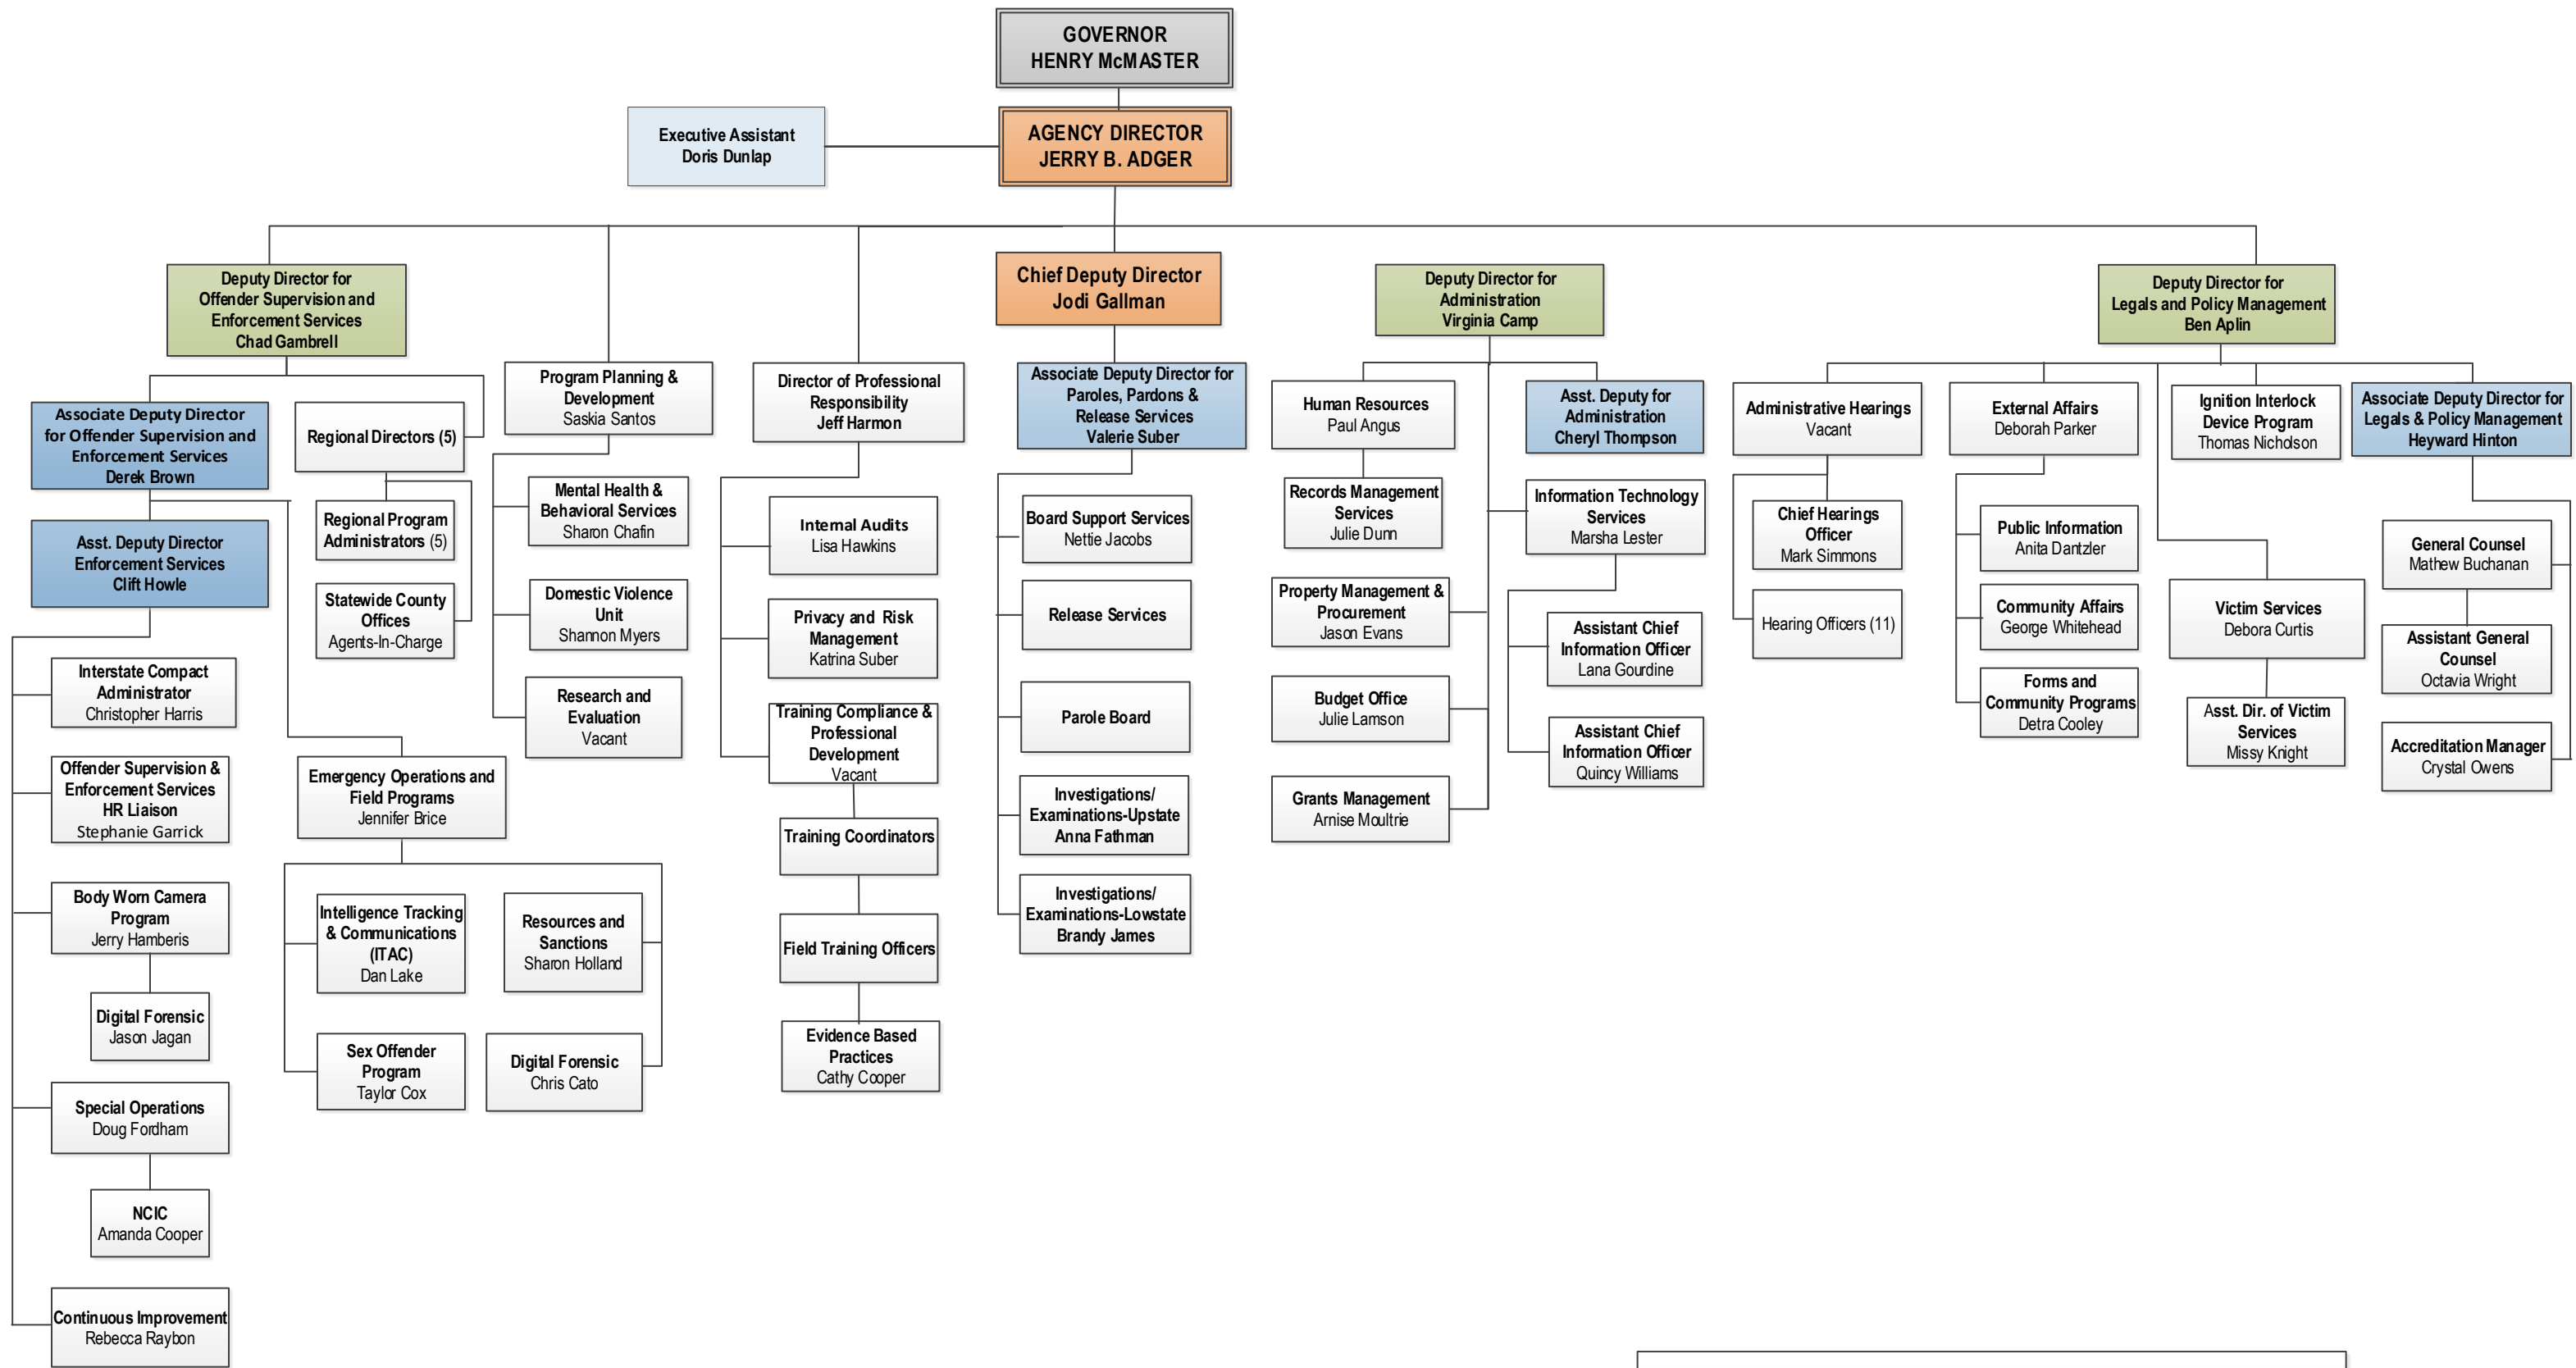 GOVERNOR
HENRY McMASTER
Executive Assistant
Doris Dunlap
AGENCY DIRECTOR
JERRY B. ADGER
Deputy Director for
Offender Supervision and
Enforcement Services
Chad Gambrell
Chief Deputy Director
Jodi Gallman
Deputy Director for
Administration
Virginia Camp
Deputy Director for
Legals and Policy Management
Ben Aplin
Associate Deputy Director
for Offender Supervision and
Enforcement Services
Derek Brown
Regional Directors (5)
Program Planning &
Development
Saskia Santos
Director of Professional
Responsibility
Jeff Harmon
Associate Deputy Director for
Paroles, Pardons &
Release Services
Valerie Suber
Human Resources
Paul Angus
Asst. Deputy for
Administration
Cheryl Thompson
Administrative Hearings
Vacant
External Affairs
Deborah Parker
Ignition Interlock
Device Program
Thomas Nicholson
Associate Deputy Director for
Legals & Policy Management
Heyward Hinton
Asst. Deputy Director
Enforcement Services
Clift Howle
Regional Program
Administrators (5)
Statewide County
Offices
Agents-In-Charge
Mental Health &
Behavioral Services
Sharon Chafin
Domestic Violence
Unit
Shannon Myers
Research and
Evaluation
Vacant
Internal Audits
Lisa Hawkins
Privacy and Risk
Management
Katrina Suber
Training Compliance &
Professional
Development
Vacant
Training Coordinators
Field Training Officers
Evidence Based
Practices
Cathy Cooper
Board Support Services
Nettie Jacobs
Release Services
Parole Board
Investigations/
Examinations-Upstate
Anna Fathman
Investigations/
Examinations-Lowstate
Brandy James
Records Management
Services
Julie Dunn
Property Management &
Procurement
Jason Evans
Budget Office
Julie Lamson
Grants Management
Arnise Moultrie
Information Technology
Services
Marsha Lester
Assistant Chief
Information Officer
Lana Gourdine
Assistant Chief
Information Officer
Quincy Williams
Chief Hearings
Officer
Mark Simmons
Hearing Officers (11)
Public Information
Anita Dantzler
Community Affairs
George Whitehead
Forms and
Community Programs
Detra Cooley
Victim Services
Debora Curtis
Asst. Dir. of Victim
Services
Missy Knight
General Counsel
Mathew Buchanan
Assistant General
Counsel
Octavia Wright
Accreditation Manager
Crystal Owens
Interstate Compact
Administrator
Christopher Harris
Offender Supervision &
Enforcement Services
HR Liaison
Stephanie Garrick
Body Worn Camera
Program
Jerry Hamberis
Digital Forensic
Jason Jagan
Special Operations
Doug Fordham
NCIC
Amanda Cooper
Continuous Improvement
Rebecca Raybon
Emergency Operations and
Field Programs
Jennifer Brice
Intelligence Tracking
& Communications
(ITAC)
Dan Lake
Resources and
Sanctions
Sharon Holland
Sex Offender
Program
Taylor Cox
Digital Forensic
Chris Cato